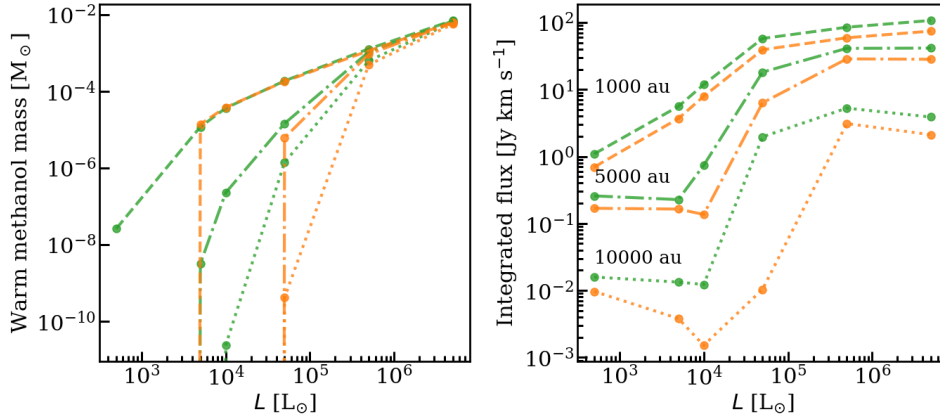 Warm methanol mass [M⊙]
10⁻²
10⁻⁴
10⁻⁶
10⁻⁸
10⁻¹⁰
10³ 10⁴ 10⁵ 10⁶
L [L⊙]
Integrated flux [Jy km s⁻¹]
10²
10¹
10⁰
10⁻¹
10⁻²
10⁻³
1000 au
5000 au
10000 au
10³ 10⁴ 10⁵ 10⁶
L [L⊙]